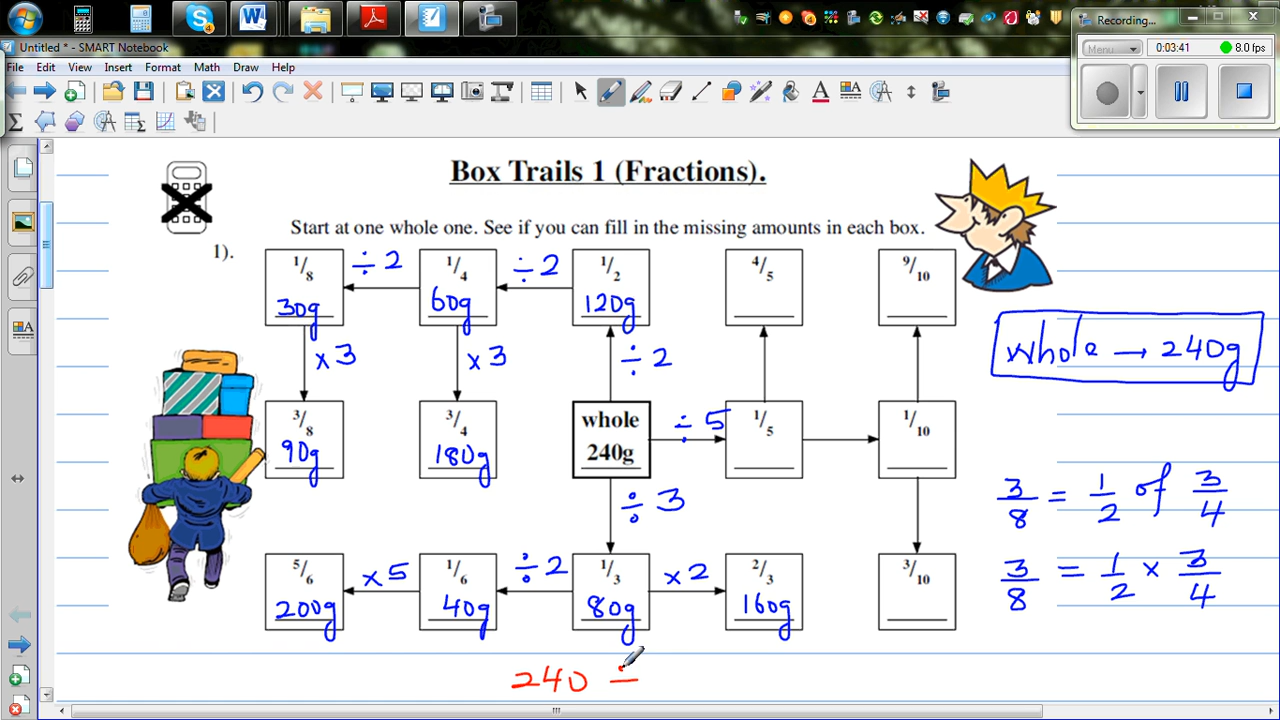 Recording...
Menu
0:03:41
8.0 fps
Untitled * - SMART Notebook
File Edit View Insert Format Math Draw Help
Box Trails 1 (Fractions).
Start at one whole one. See if you can fill in the missing amounts in each box.
1).
1/8 ÷ 2 1/4 ÷ 2 1/2 4/5 9/10
30g 60g 120g
× 3 × 3 ÷ 2
whole → 240g
3/8 3/4 whole ÷ 5 1/5 1/10
90g 180g 240g
÷ 3
3/8 = 1/2 of 3/4
5/6 × 5 1/6 ÷ 2 1/3 × 2 2/3 3/10
200g 40g 80g 160g
3/8 = 1/2 × 3/4
240 ÷